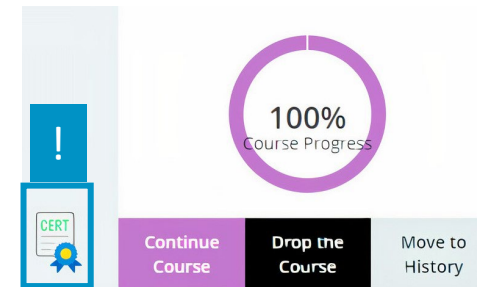 100%
Course Progress
!
CERT
Continue
Course
Drop the
Course
Move to
History